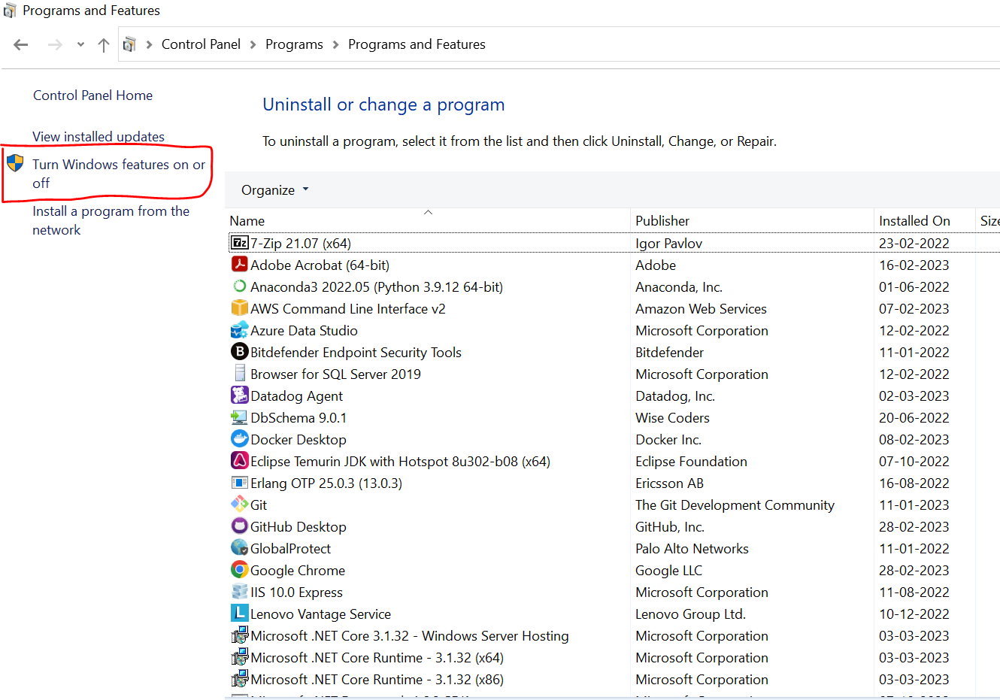 Programs and Features
Control Panel > Programs > Programs and Features
Control Panel Home
View installed updates
Turn Windows features on or
off
Install a program from the
network
Uninstall or change a program
To uninstall a program, select it from the list and then click Uninstall, Change, or Repair.
Organize
Name Publisher Installed On Size
7-Zip 21.07 (x64) Igor Pavlov 23-02-2022
Adobe Acrobat (64-bit) Adobe 16-02-2023
Anaconda3 2022.05 (Python 3.9.12 64-bit) Anaconda, Inc. 01-06-2022
AWS Command Line Interface v2 Amazon Web Services 07-02-2023
Azure Data Studio Microsoft Corporation 12-02-2022
Bitdefender Endpoint Security Tools Bitdefender 11-01-2022
Browser for SQL Server 2019 Microsoft Corporation 12-02-2022
Datadog Agent Datadog, Inc. 02-03-2023
DbSchema 9.0.1 Wise Coders 20-06-2022
Docker Desktop Docker Inc. 08-02-2023
Eclipse Temurin JDK with Hotspot 8u302-b08 (x64) Eclipse Foundation 07-10-2022
Erlang OTP 25.0.3 (13.0.3) Ericsson AB 16-08-2022
Git The Git Development Community 11-01-2023
GitHub Desktop GitHub, Inc. 28-02-2023
GlobalProtect Palo Alto Networks 11-01-2022
Google Chrome Google LLC 28-02-2023
IIS 10.0 Express Microsoft Corporation 11-08-2022
Lenovo Vantage Service Lenovo Group Ltd. 10-12-2022
Microsoft .NET Core 3.1.32 - Windows Server Hosting Microsoft Corporation 03-03-2023
Microsoft .NET Core Runtime - 3.1.32 (x64) Microsoft Corporation 03-03-2023
Microsoft .NET Core Runtime - 3.1.32 (x86) Microsoft Corporation 03-03-2023